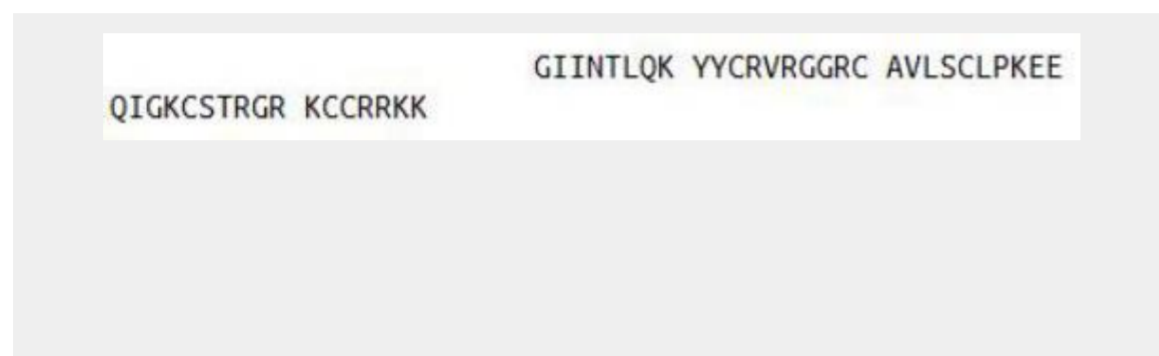 GIINTLQK YYCRVRGGRC AVLSCLPKEE
QIGKCSTRGR KCCRRKK